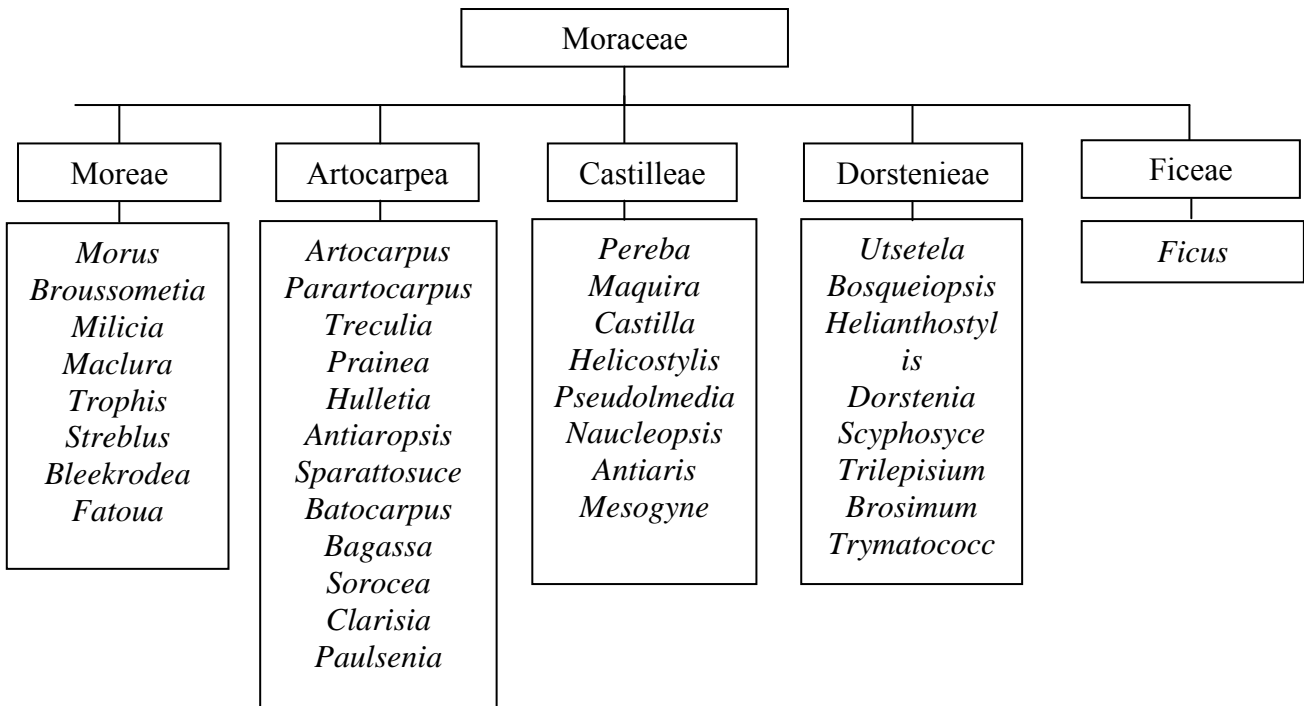 Moraceae
Moreae
Artocarpea
Castilleae
Dorstenieae
Ficeae
Morus
Broussometia
Milicia
Maclura
Trophis
Streblus
Bleekrodea
Fatoua
Artocarpus
Parartocarpus
Treculia
Prainea
Hulletia
Antiaropsis
Sparattosuce
Batocarpus
Bagassa
Sorocea
Clarisia
Paulsenia
Pereba
Maquira
Castilla
Helicostylis
Pseudolmedia
Naucleopsis
Antiaris
Mesogyne
Utsetela
Bosqueiopsis
Helianthostyl
is
Dorstenia
Scyphosyce
Trilepisium
Brosimum
Trymatococc
Ficus